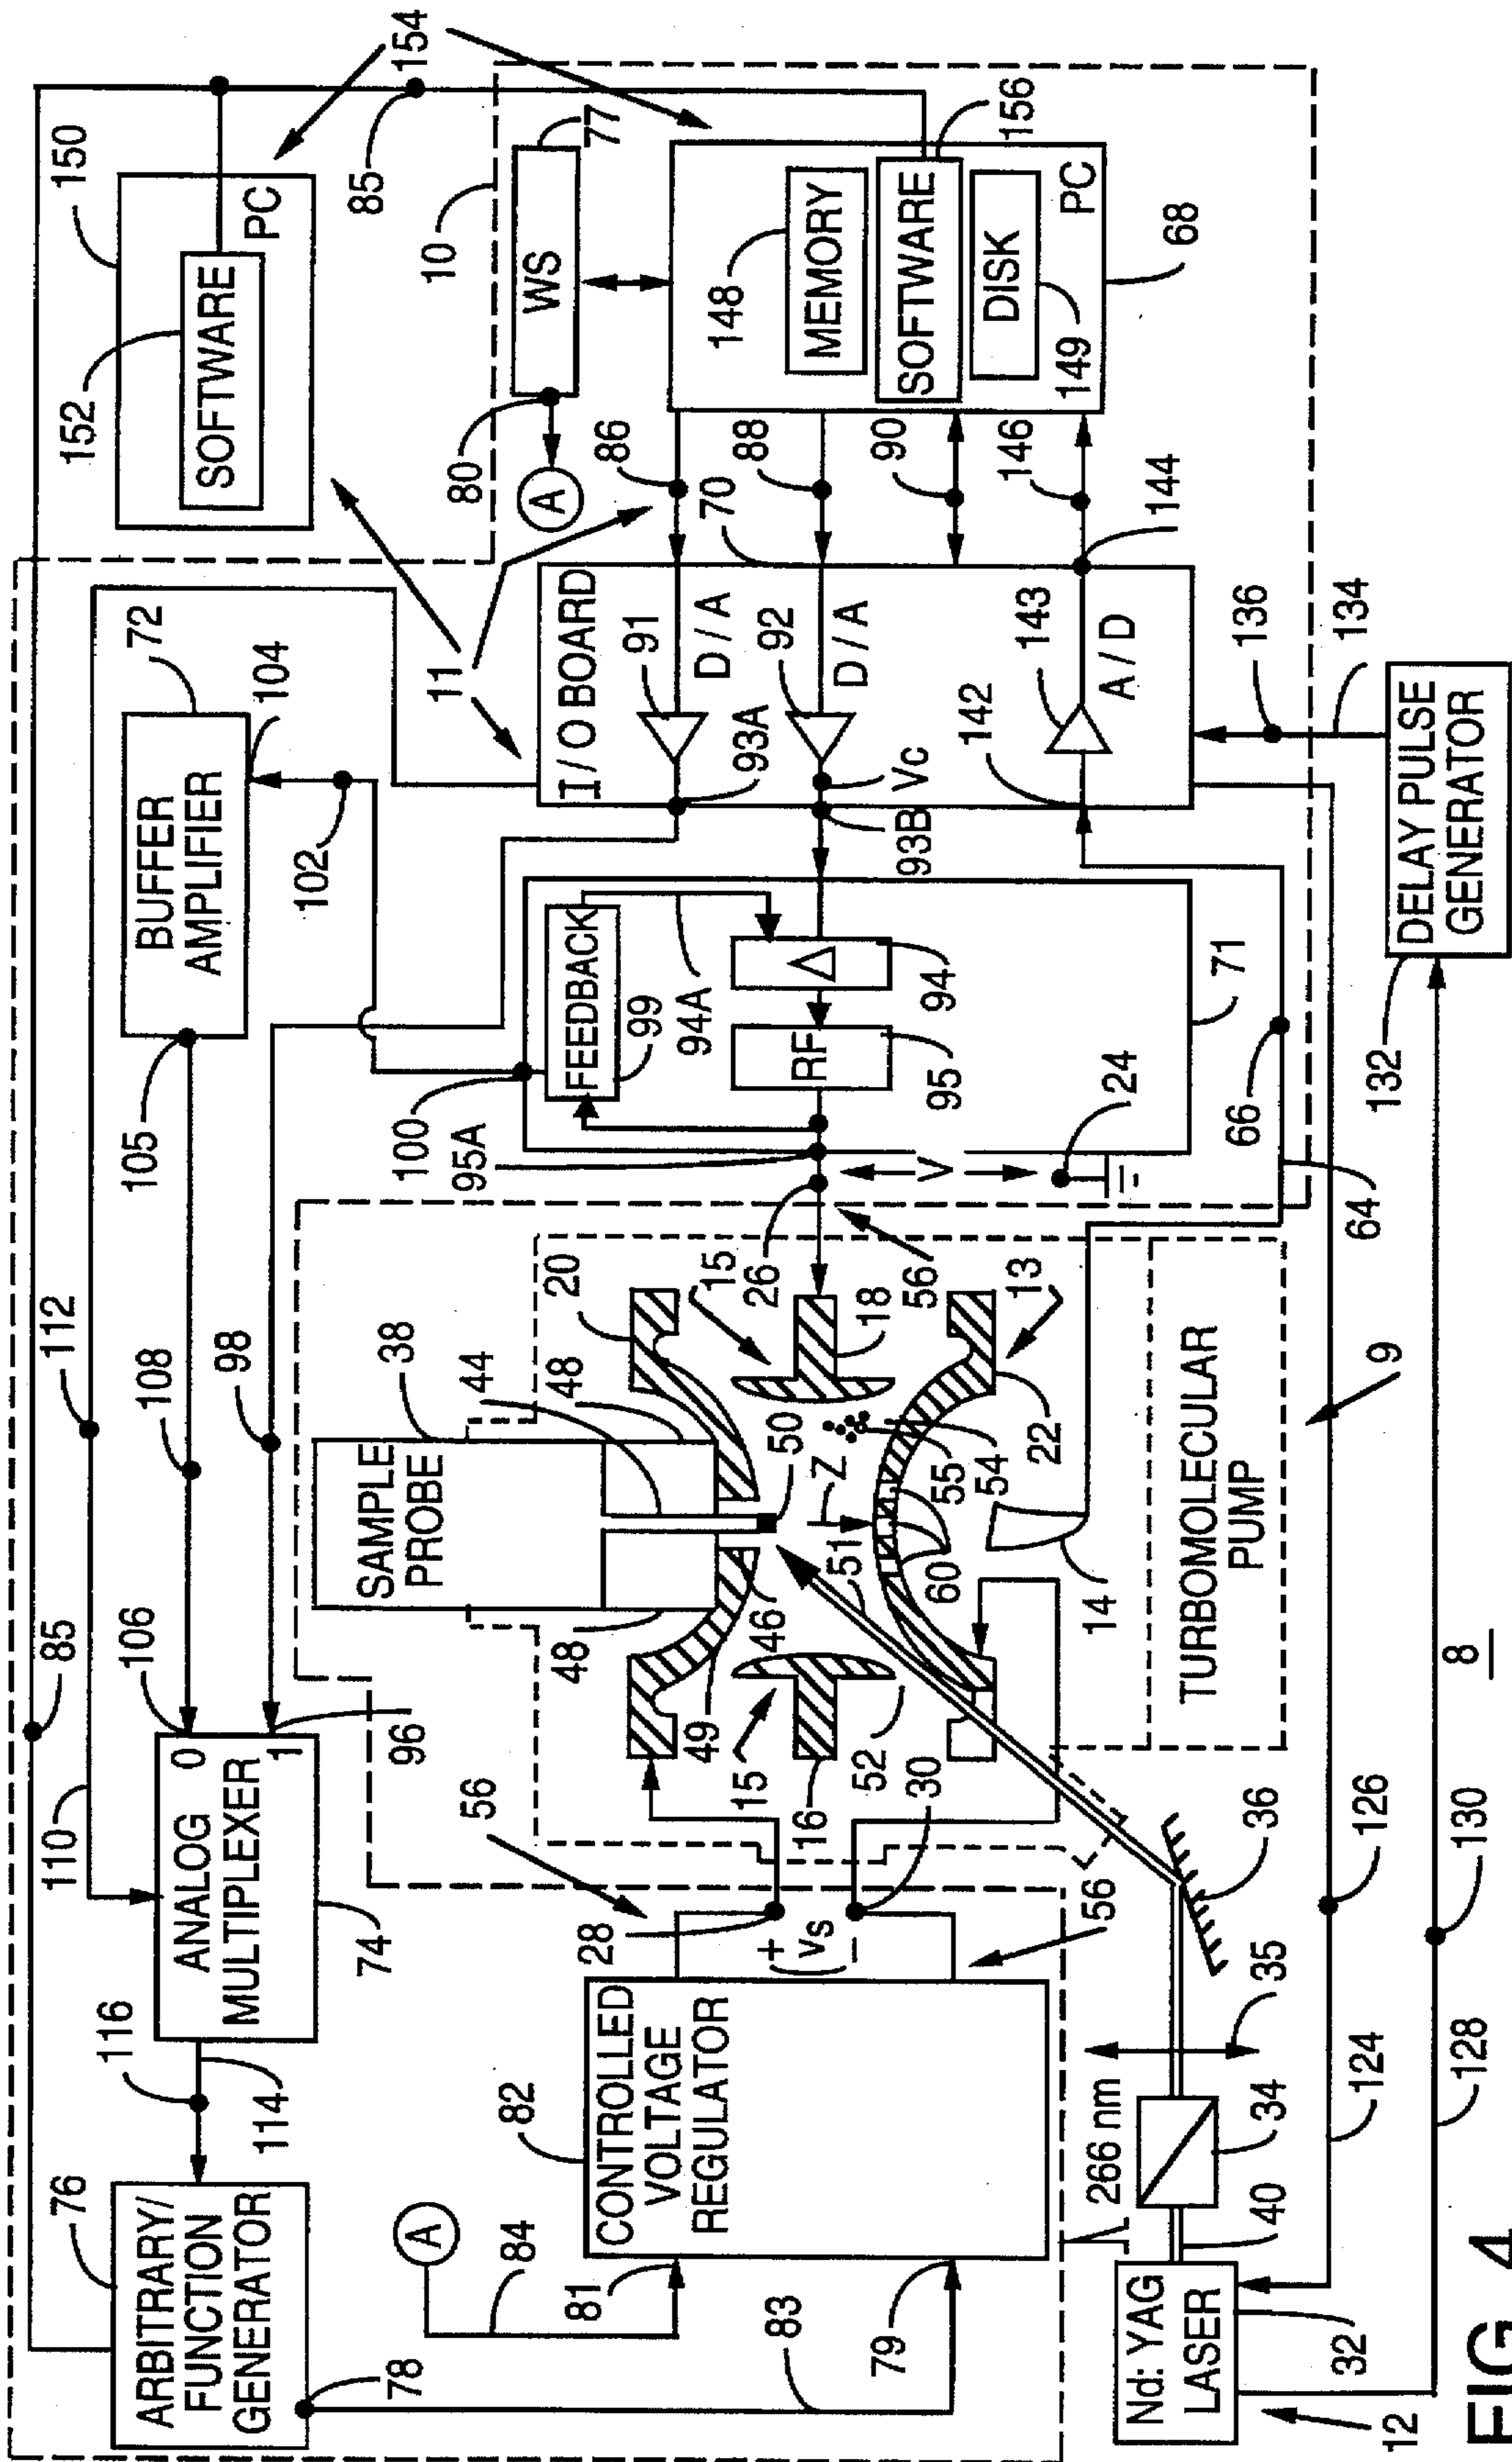 150
152
SOFTWARE
PC
154
85
10
77
WS
80
A
148
MEMORY
SOFTWARE
156
DISK
149
PC
68
86
88
90
146
11
70
I/O BOARD
91
D / A
92
D / A
93A
Vc
93B
142
143
A / D
144
136
134
DELAY PULSE
GENERATOR
132
72
BUFFER
AMPLIFIER
104
102
105
100
95A
FEEDBACK
99
94A
94
RF
95
71
V
24
66
64
112
108
98
85
110
106
ANALOG
MULTIPLEXER
0
1
96
74
116
114
76
ARBITRARY/
FUNCTION
GENERATOR
78
SAMPLE
PROBE
38
44
48
48
20
15
26
18
56
13
50
Z
55
54
22
46
49
51
60
15
16
52
30
14
TURBOMOLECULAR
PUMP
9
8
56
28
+
Vs
–
56
82
CONTROLLED
VOLTAGE
REGULATOR
A
84
81
83
79
266 nm
34
35
36
40
Nd: YAG
LASER
32
12
124
126
128
130
FIG. 4